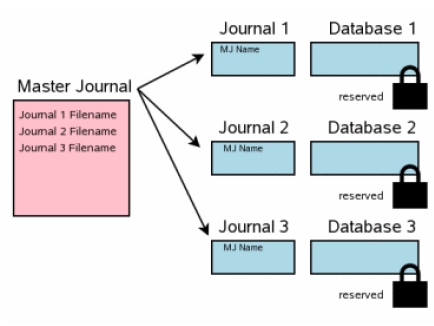 Master Journal
Journal 1 Filename
Journal 2 Filename
Journal 3 Filename
Journal 1
MJ Name
Database 1
reserved
Journal 2
MJ Name
Database 2
reserved
Journal 3
MJ Name
Database 3
reserved